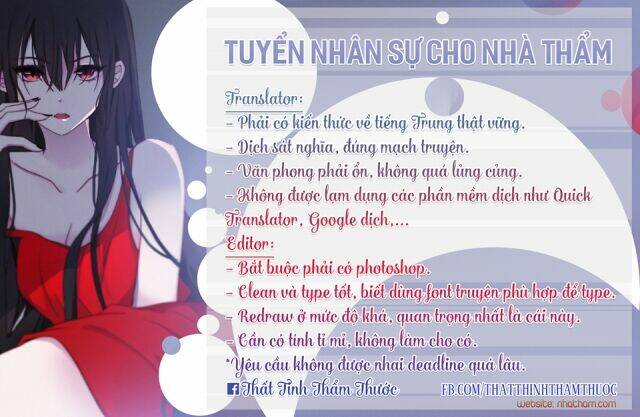 TUYỂN NHÂN SỰ CHO NHÀ THẨM
Translator:
- Phải có kiến thức về tiếng Trung thật vững.
- Dịch sát nghĩa, đúng mạch truyện.
- Văn phong phải ổn, không quá lủng củng.
- Không được lạm dụng các phần mềm dịch như Quick
Translator, Google dịch,...
Editor:
- Bắt buộc phải có photoshop.
- Clean và type tốt, biết dùng font truyện phù hợp để type.
- Redraw ở mức độ khá, quan trọng nhất là cái này.
- Cần có tính tỉ mỉ, không làm cho có.
*Yêu cầu không được nhai deadline quá lâu.
Thất Tình Thẩm Thước FB.COM/THATTINHTHAMTHUOC
website: nhatham.com